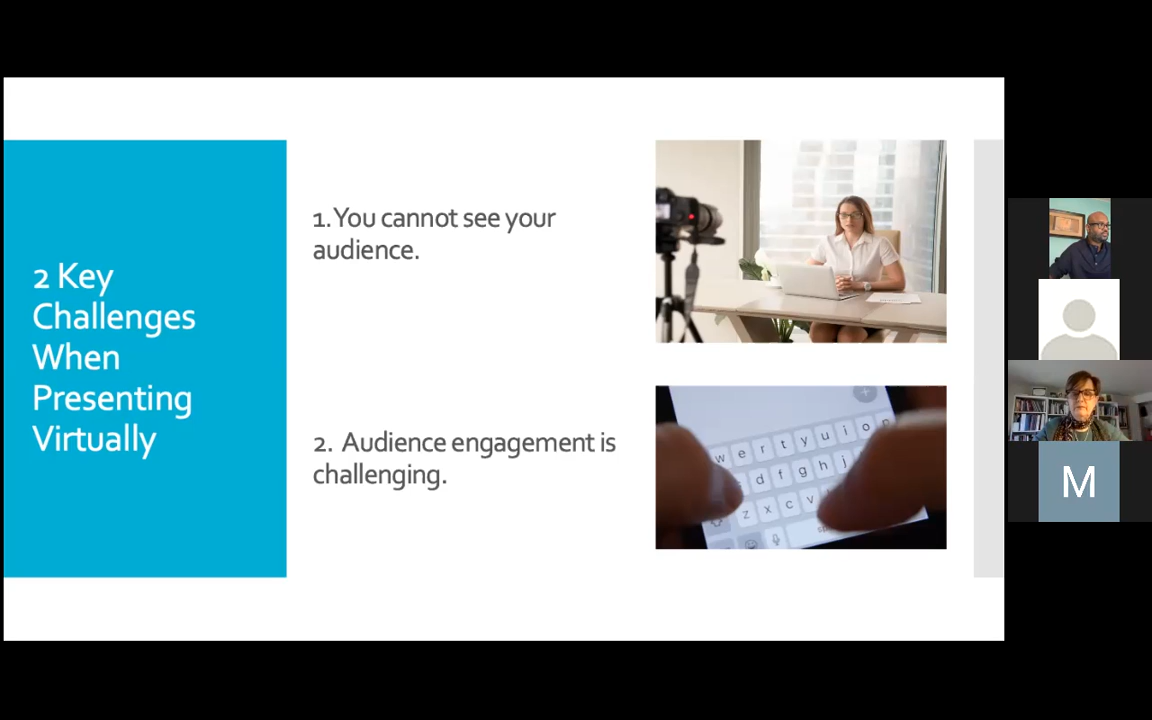 2 Key
Challenges
When
Presenting
Virtually
1. You cannot see your
audience.
2. Audience engagement is
challenging.
w e r t y u i o p
d f g h j
z x c v
M